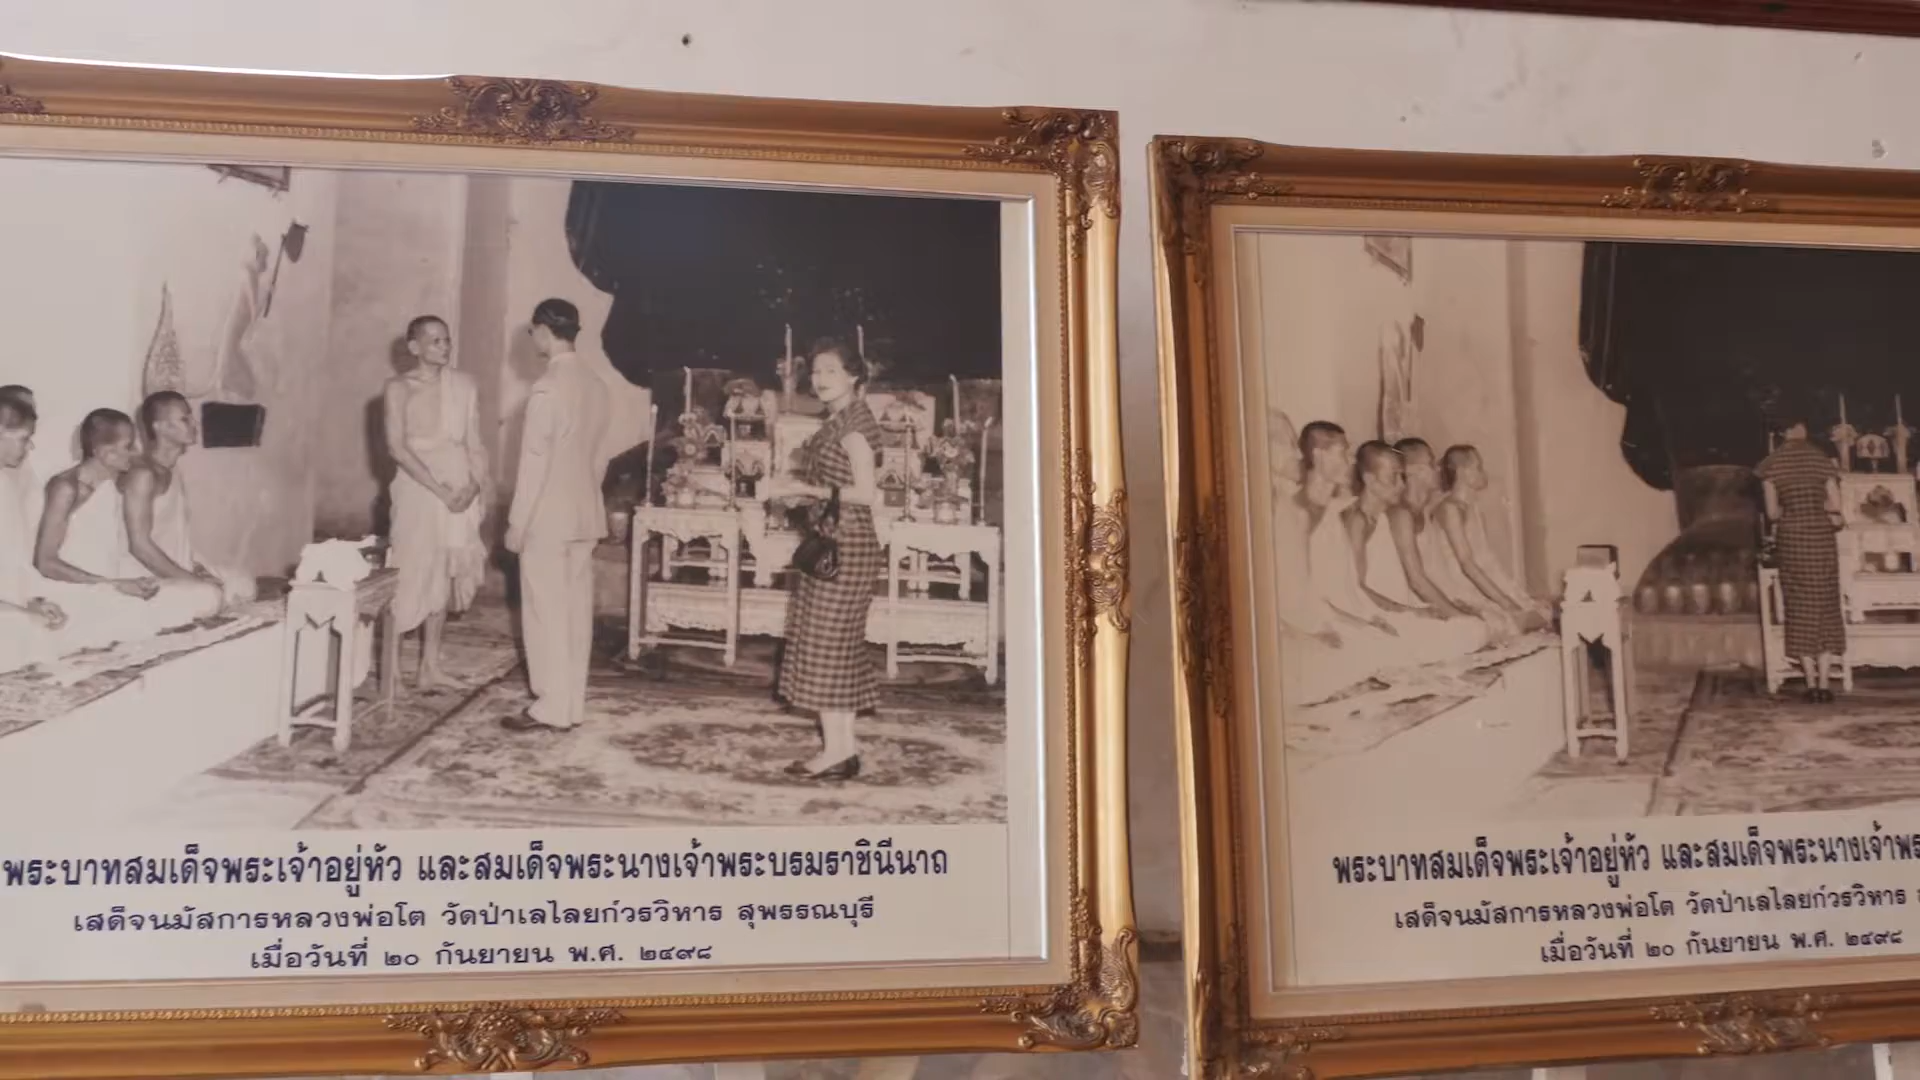 พระบาทสมเด็จพระเจ้าอยู่หัว และสมเด็จพระนางเจ้าพระบรมราชินีนาถ
เสด็จนมัสการหลวงพ่อโต วัดป่าเลไลยก์วรวิหาร สุพรรณบุรี
เมื่อวันที่ ๒๐ กันยายน พ.ศ. ๒๔๙๘
พระบาทสมเด็จพระเจ้าอยู่หัว และสมเด็จพระนางเจ้าพระ
เสด็จนมัสการหลวงพ่อโต วัดป่าเลไลยก์วรวิหาร
เมื่อวันที่ ๒๐ กันยายน พ.ศ. ๒๔๙๘